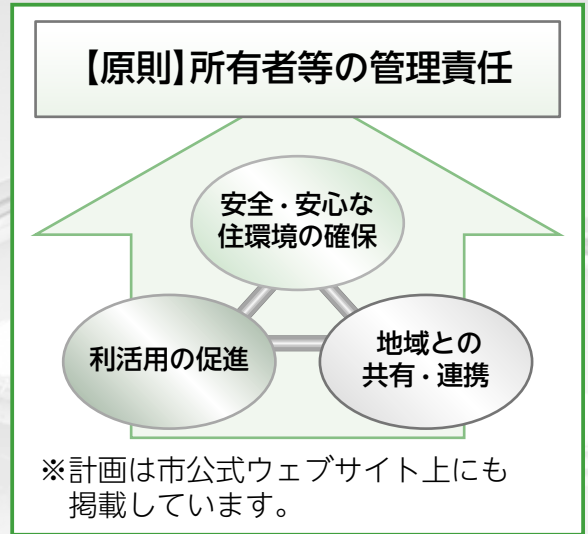 【原則】所有者等の管理責任
安全・安心な
住環境の確保
利活用の促進
地域との
共有・連携
※計画は市公式ウェブサイト上にも
掲載しています。